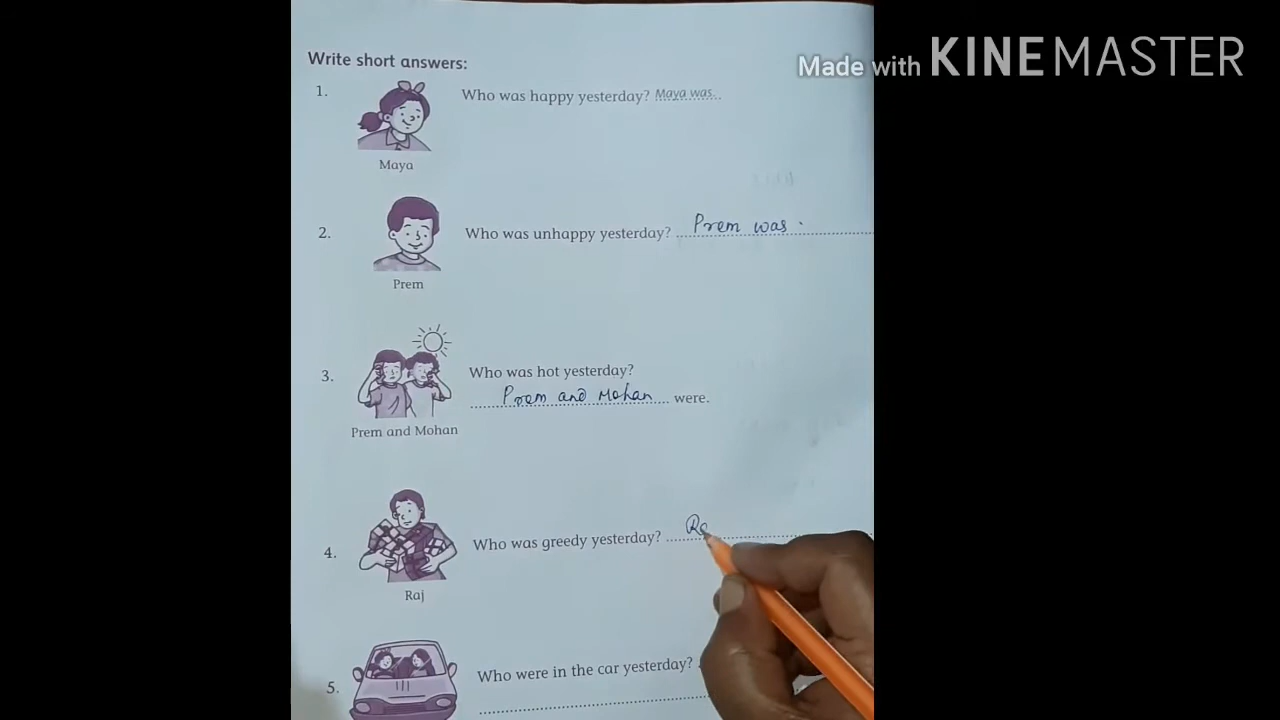 Made with KINEMASTER
Write short answers:
1. Who was happy yesterday? Maya was.
Maya
2. Who was unhappy yesterday? Prem was.
Prem
3. Who was hot yesterday?
Prem and Mohan were.
Prem and Mohan
4. Who was greedy yesterday? Ra
Raj
5. Who were in the car yesterday?